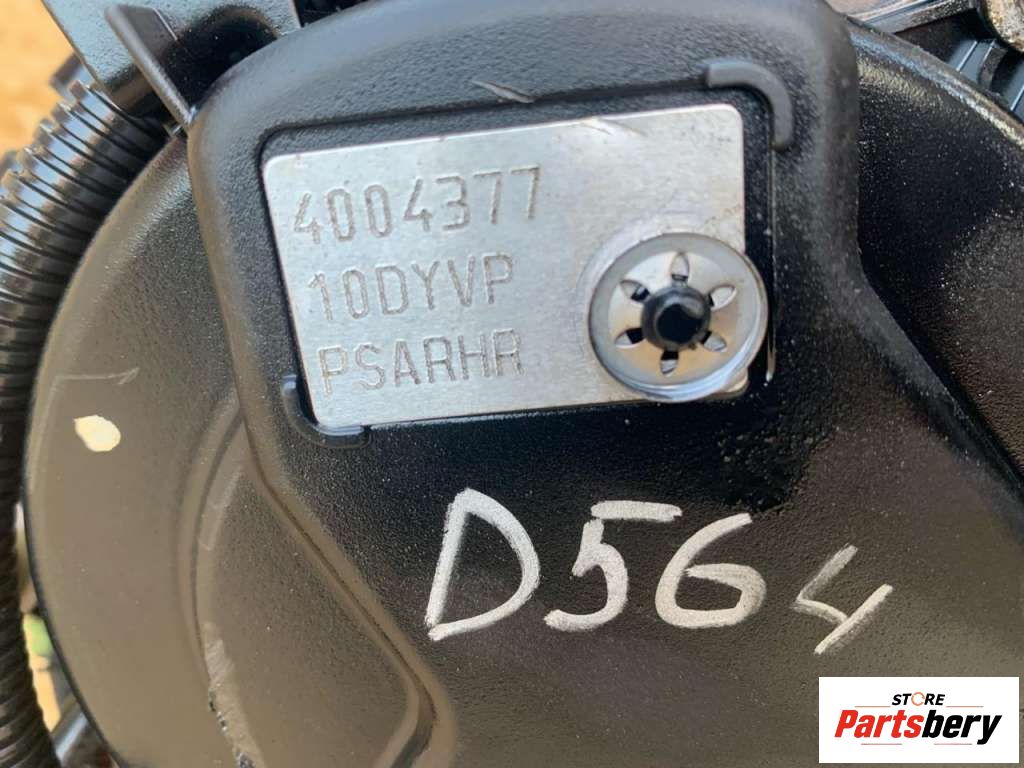 4004377
10DYVP
PSARHR
D564
STORE
Partsbery